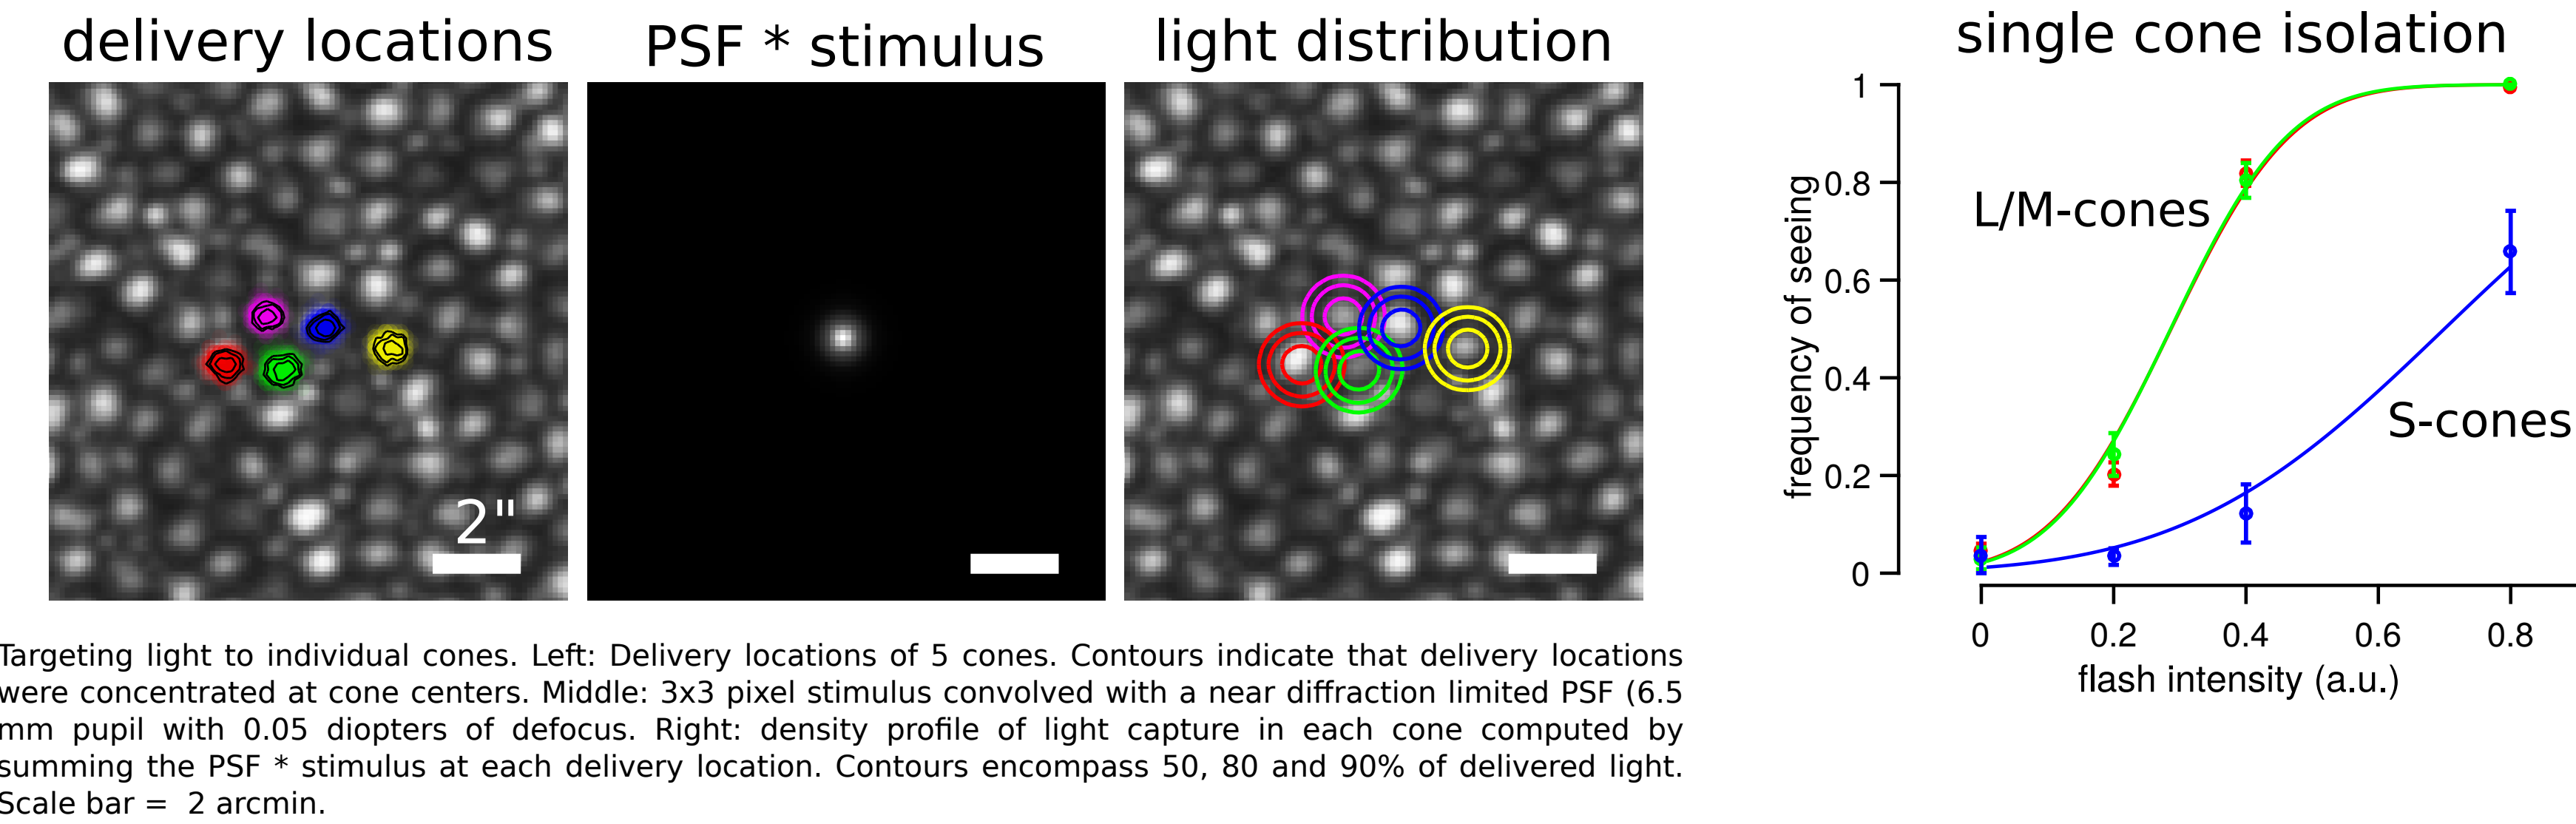 delivery locations
PSF * stimulus
light distribution
single cone isolation
2"
1
0.8
0.6
0.4
0.2
0
frequency of seeing
L/M-cones
S-cones
0 0.2 0.4 0.6 0.8
flash intensity (a.u.)
Targeting light to individual cones. Left: Delivery locations of 5 cones. Contours indicate that delivery locations
were concentrated at cone centers. Middle: 3x3 pixel stimulus convolved with a near diffraction limited PSF (6.5
mm pupil with 0.05 diopters of defocus. Right: density profile of light capture in each cone computed by
summing the PSF * stimulus at each delivery location. Contours encompass 50, 80 and 90% of delivered light.
Scale bar = 2 arcmin.